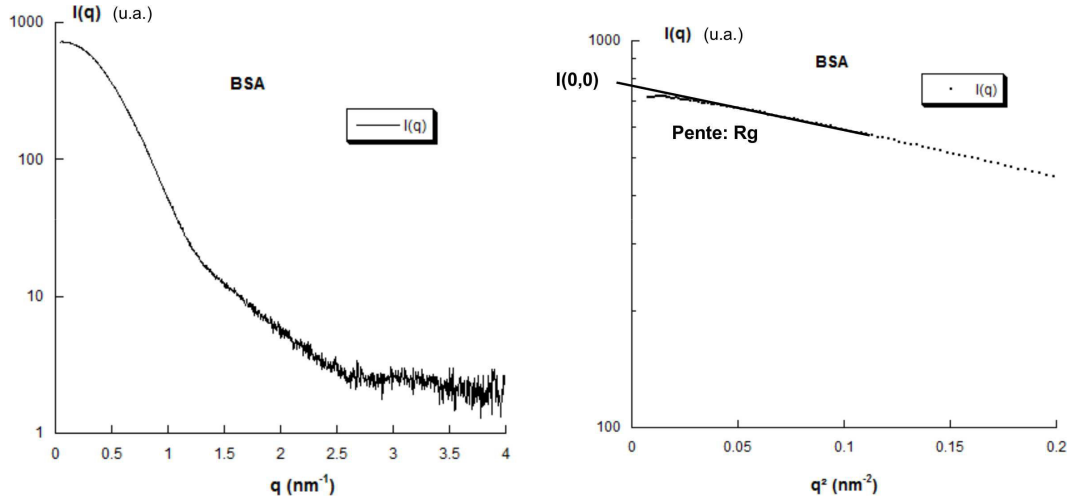 I(q) (u.a.)
1000
100
10
1
BSA
I(q)
0 0.5 1 1.5 2 2.5 3 3.5 4
q (nm⁻¹)
I(q) (u.a.)
1000
I(0,0)
BSA
I(q)
Pente: Rg
100
0 0.05 0.1 0.15 0.2
q² (nm⁻²)